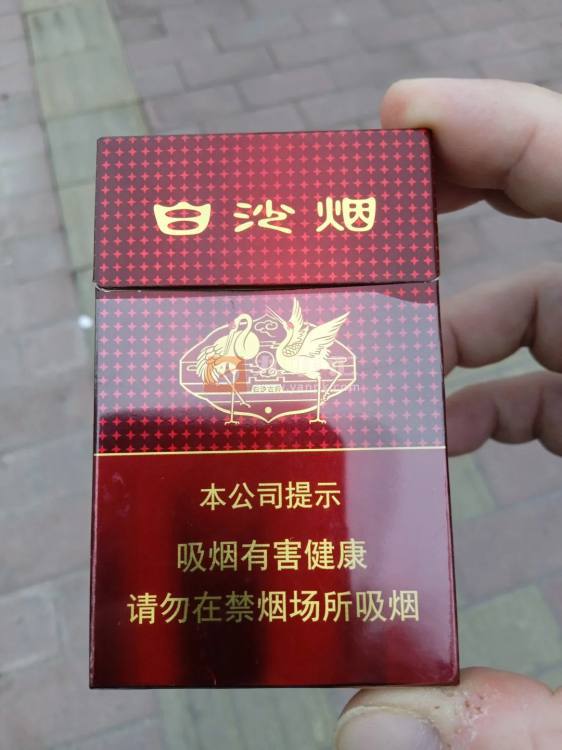 白沙烟
本公司提示
吸烟有害健康
请勿在禁烟场所吸烟